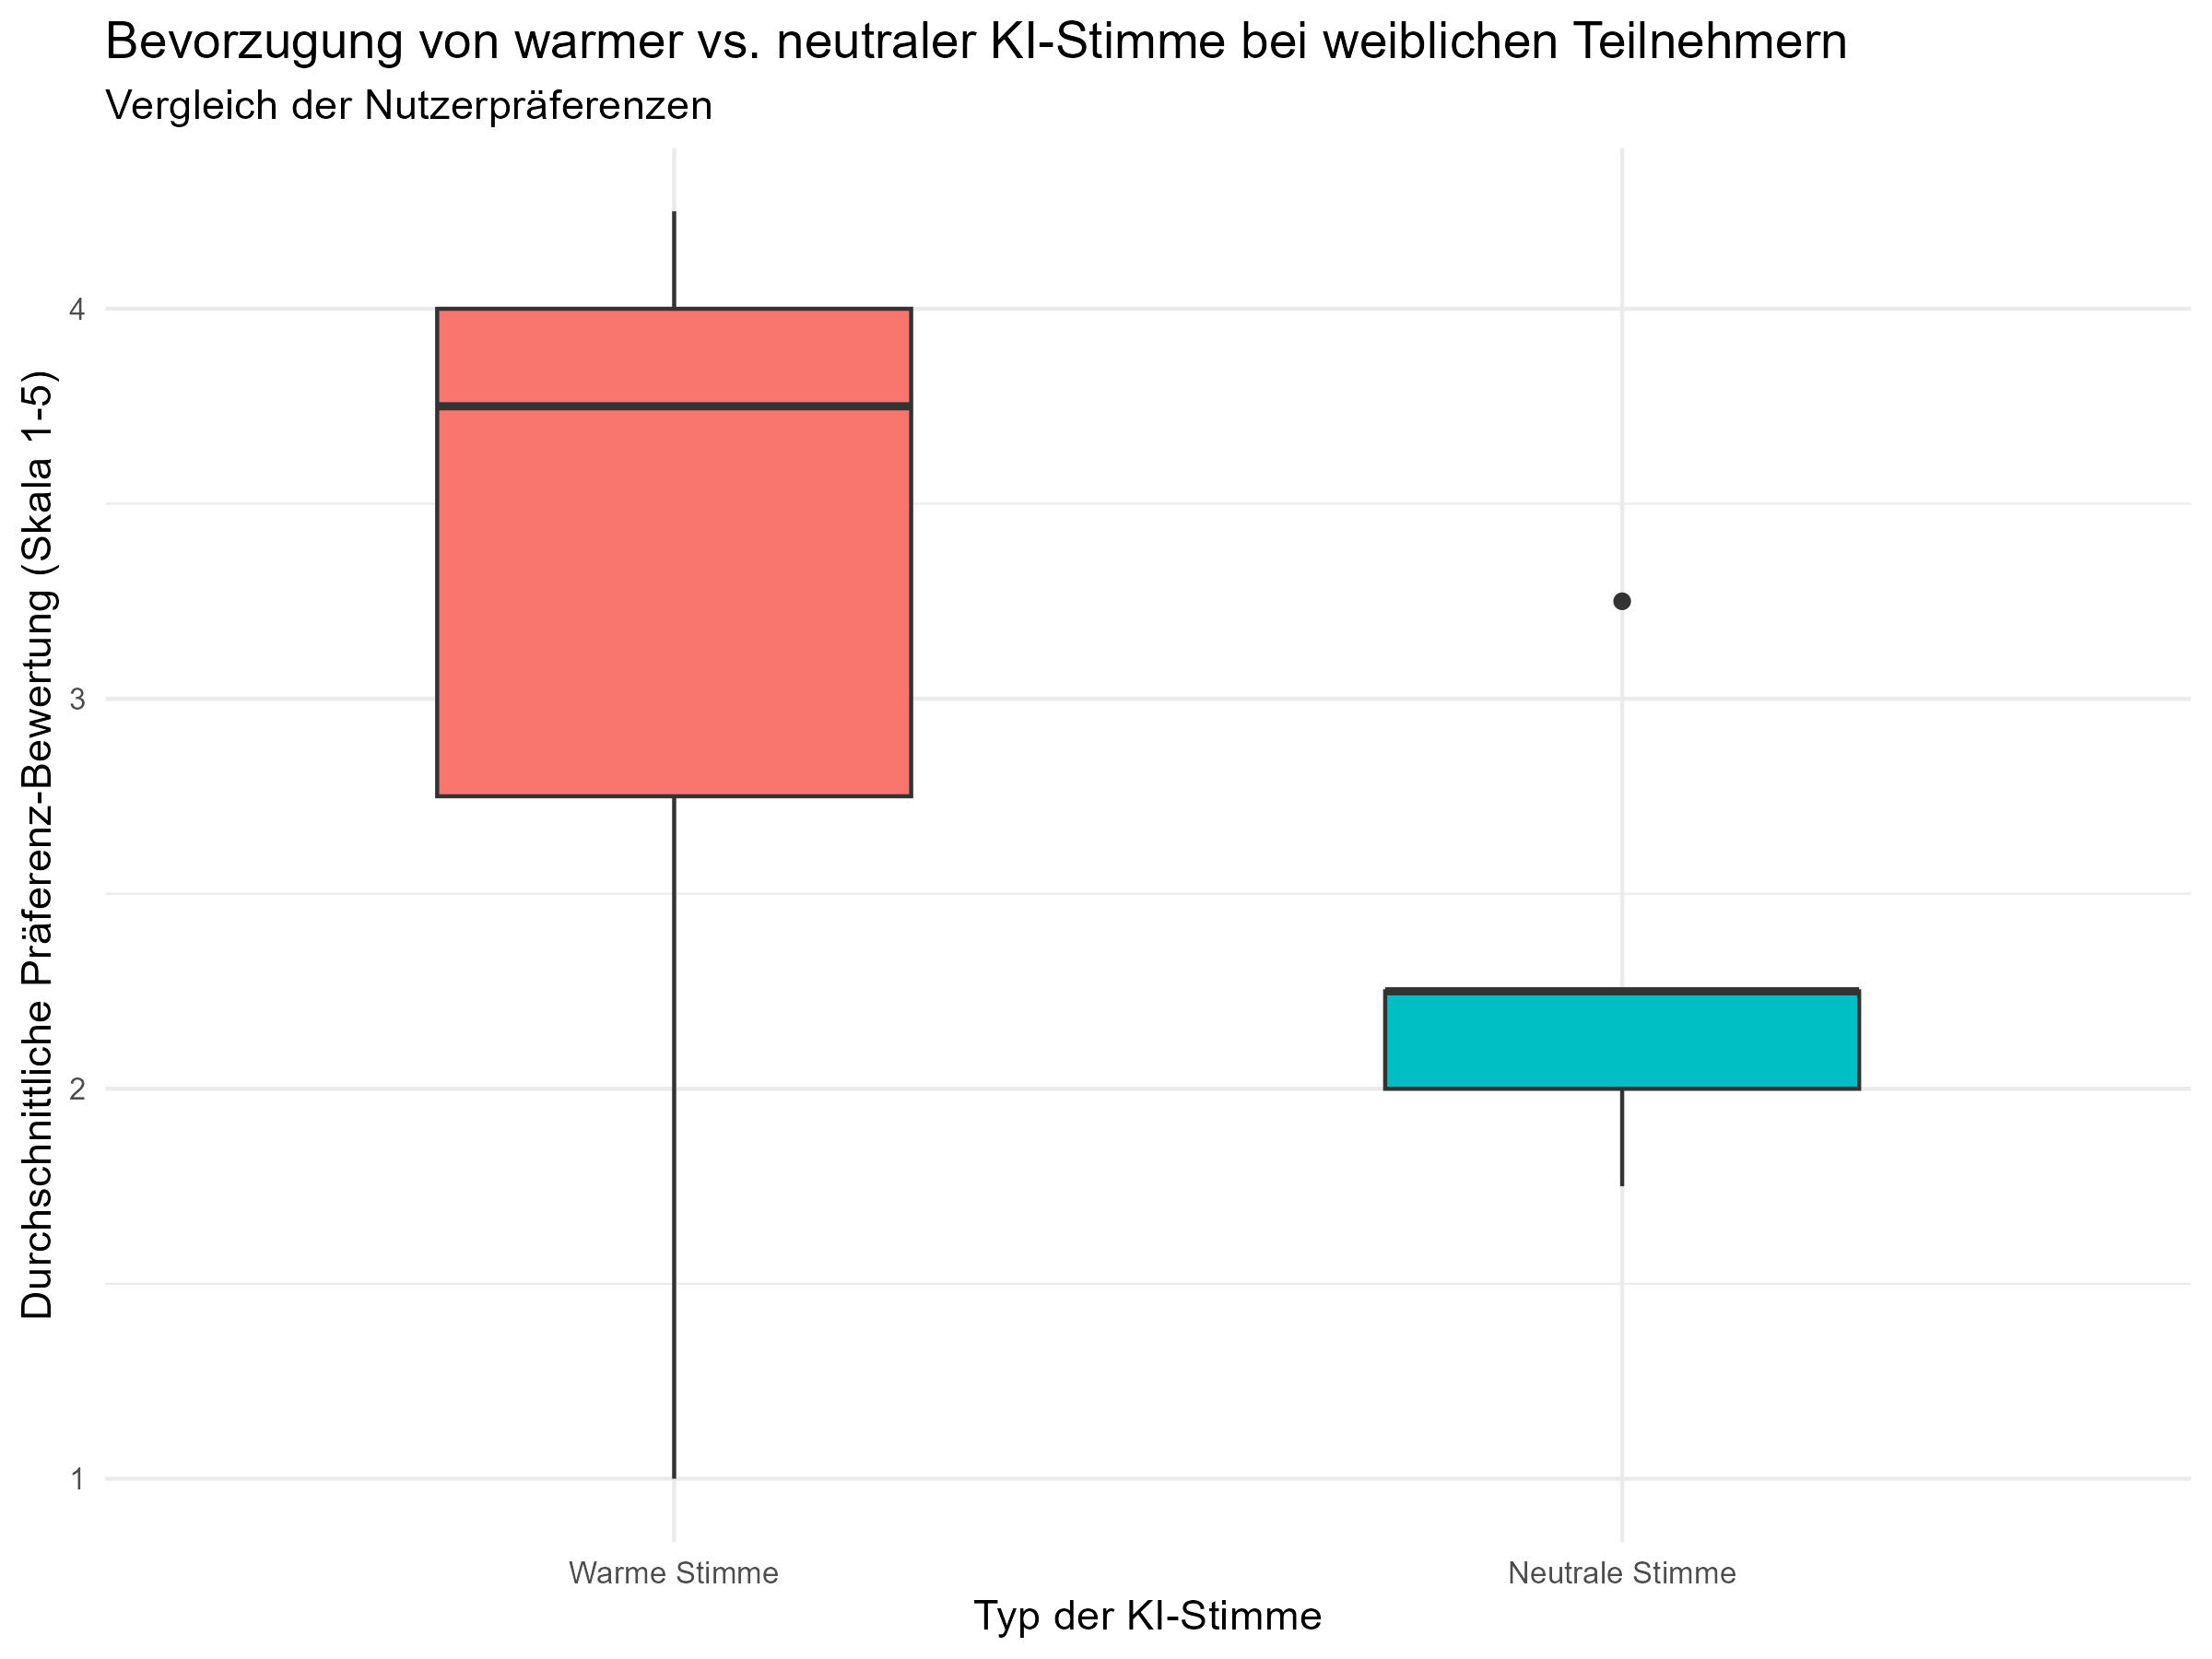 Bevorzugung von warmer vs. neutraler KI-Stimme bei weiblichen Teilnehmern
Vergleich der Nutzerpräferenzen
Durchschnittliche Präferenz-Bewertung (Skala 1-5)
4
3
2
1
Warme Stimme
Neutrale Stimme
Typ der KI-Stimme